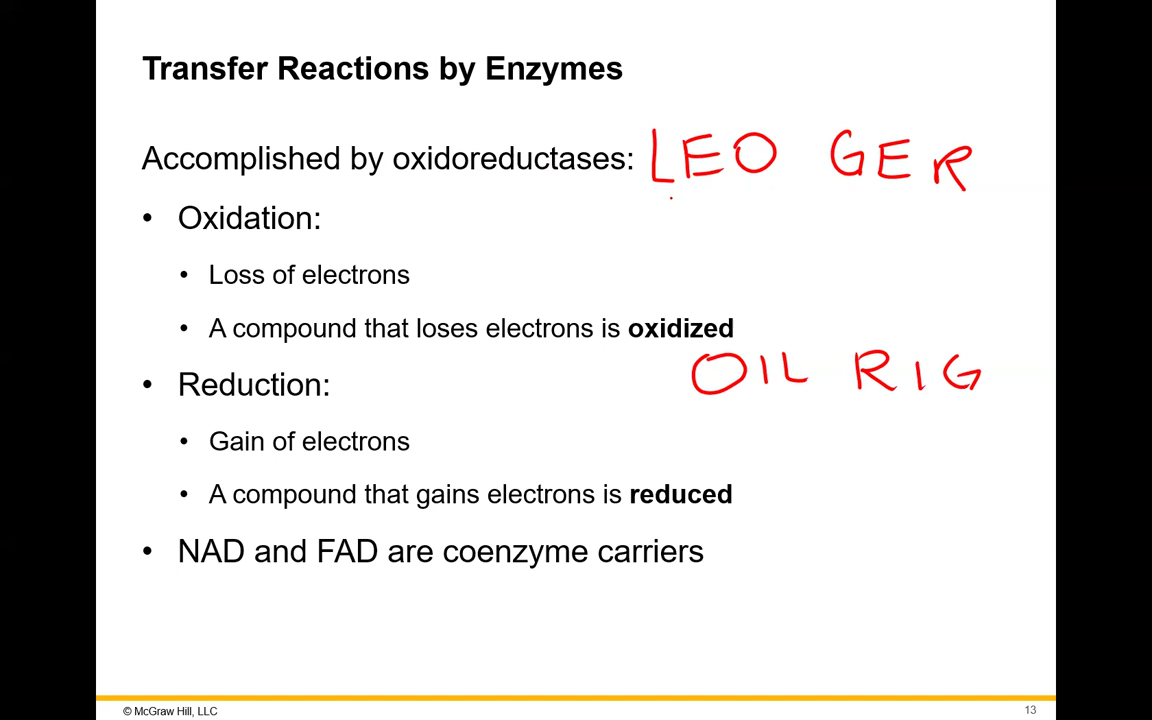 Transfer Reactions by Enzymes
Accomplished by oxidoreductases: LEO GER
• Oxidation:
• Loss of electrons
• A compound that loses electrons is oxidized
OIL RIG
• Reduction:
• Gain of electrons
• A compound that gains electrons is reduced
• NAD and FAD are coenzyme carriers
© McGraw Hill, LLC
13